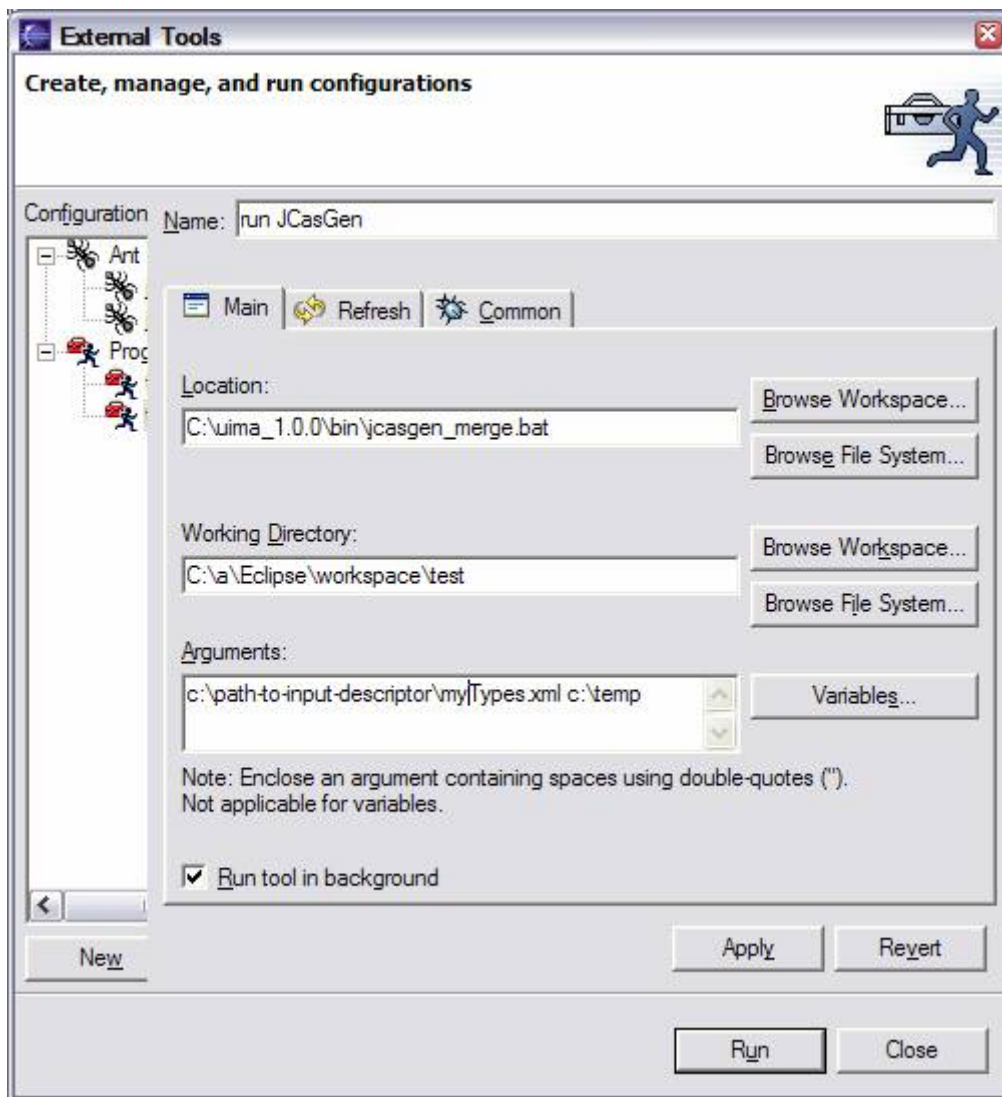 External Tools
Create, manage, and run configurations
Configuration
Ant
Prog
New
Name: run JCasGen
Main
Refresh
Common
Location:
C:\uima_1.0.0\bin\jcasgen_merge.bat
Browse Workspace...
Browse File System...
Working Directory:
C:\a\Eclipse\workspace\test
Browse Workspace...
Browse File System...
Arguments:
c:\path-to-input-descriptor\myTypes.xml c:\temp
Variables...
Note: Enclose an argument containing spaces using double-quotes (").
Not applicable for variables.
Run tool in background
Apply
Revert
Run
Close